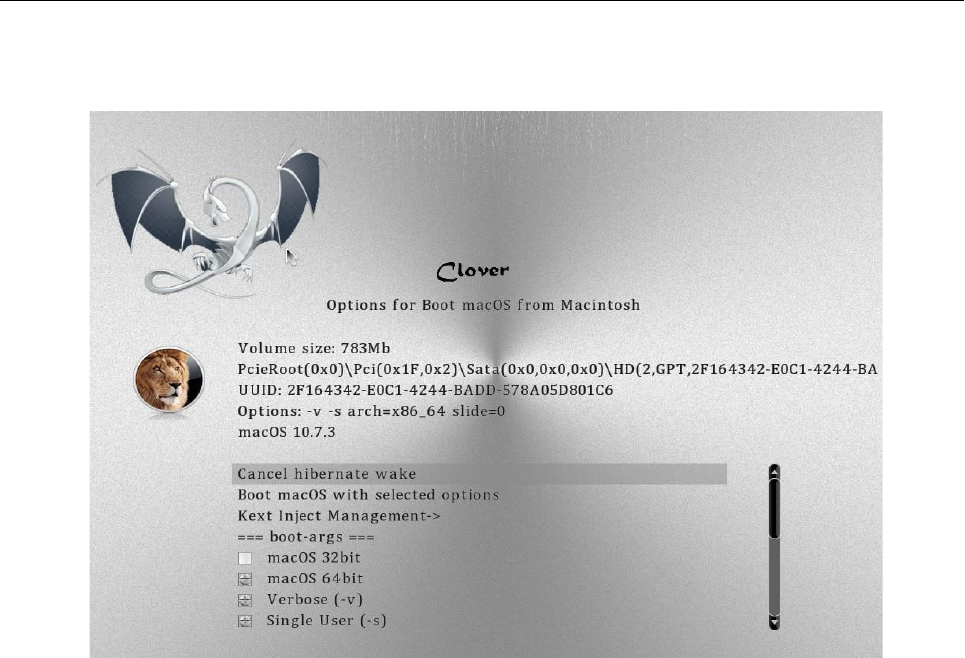 Clover
Options for Boot macOS from Macintosh
Volume size: 783Mb
PcieRoot(0x0)\Pci(0x1F,0x2)\Sata(0x0,0x0,0x0)\HD(2,GPT,2F164342-E0C1-4244-BA
UUID: 2F164342-E0C1-4244-BADD-578A05D801C6
Options: -v -s arch=x86_64 slide=0
macOS 10.7.3
Cancel hibernate wake
Boot macOS with selected options
Kext Inject Management->
=== boot-args ===
macOS 32bit
macOS 64bit
Verbose (-v)
Single User (-s)